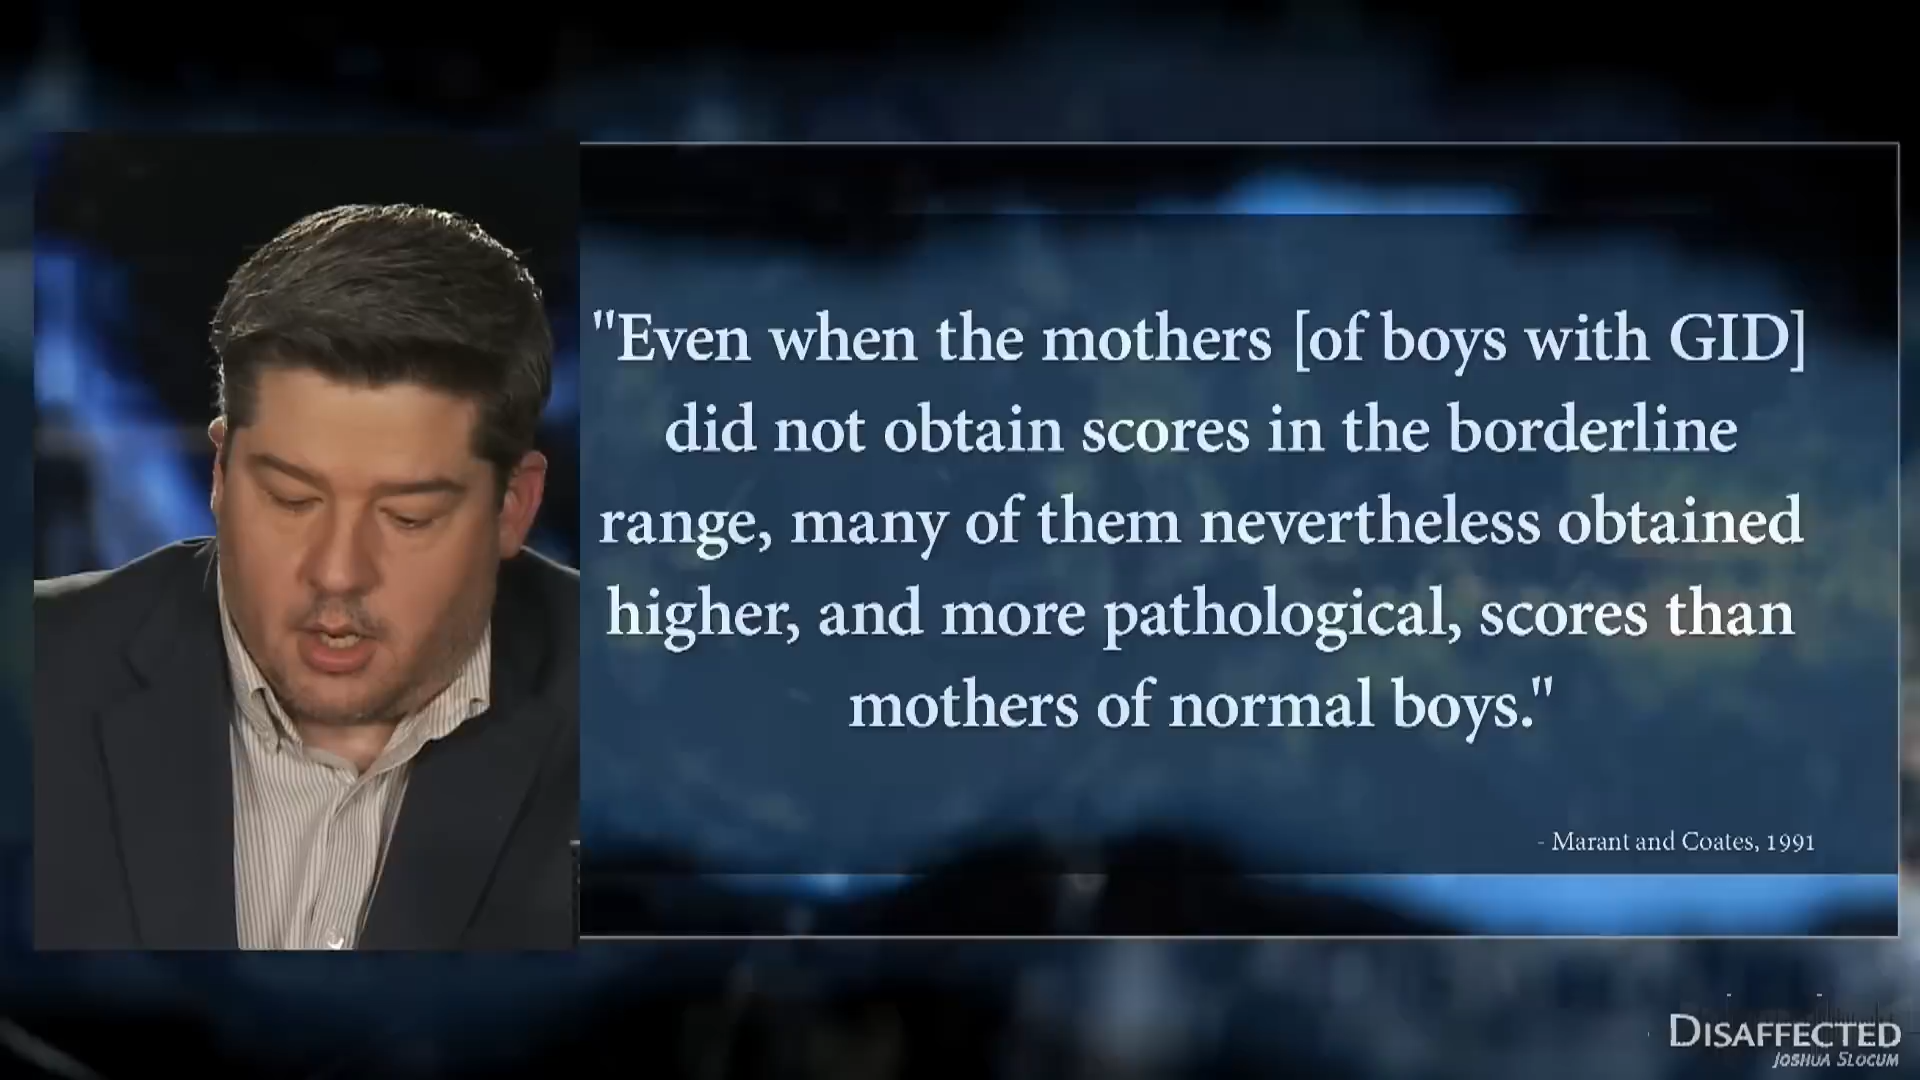 "Even when the mothers [of boys with GID]
did not obtain scores in the borderline
range, many of them nevertheless obtained
higher, and more pathological, scores than
mothers of normal boys."
- Marant and Coates, 1991
DISAFFECTED
JOSHUA SLOCUM